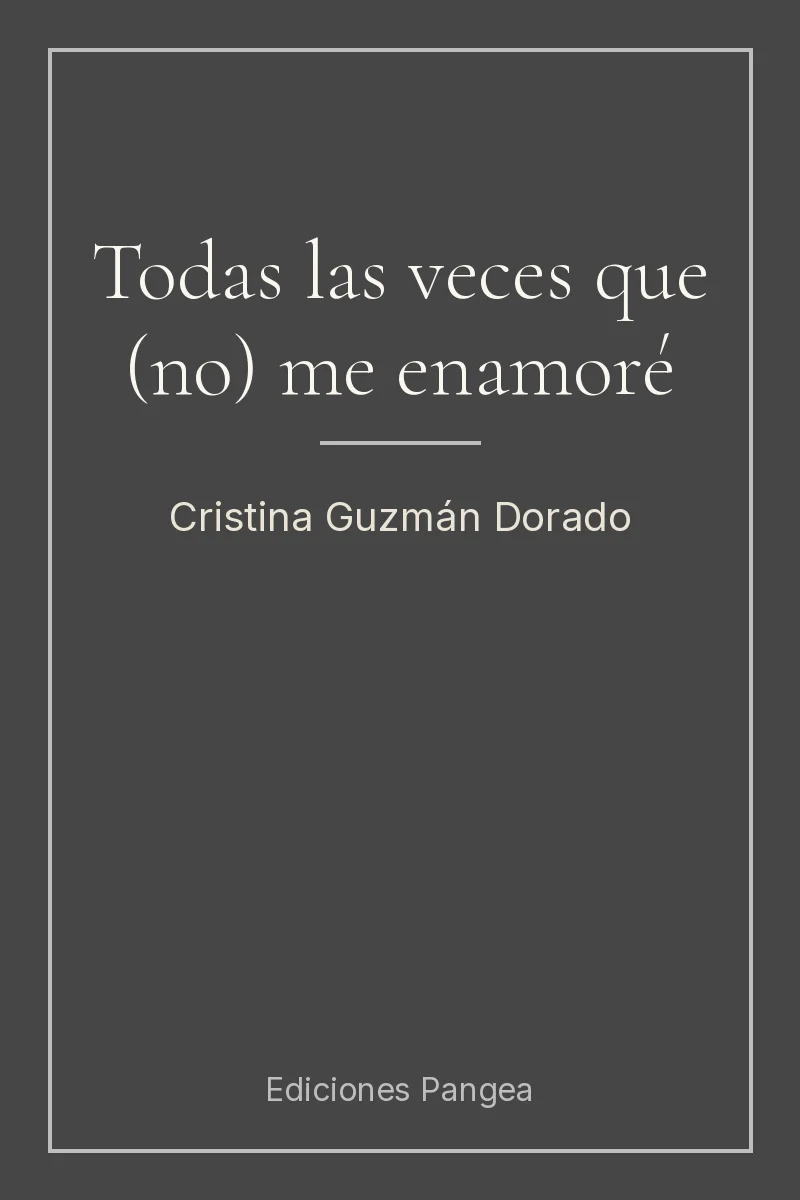 Todas las veces que
(no) me enamoré
Cristina Guzmán Dorado
Ediciones Pangea